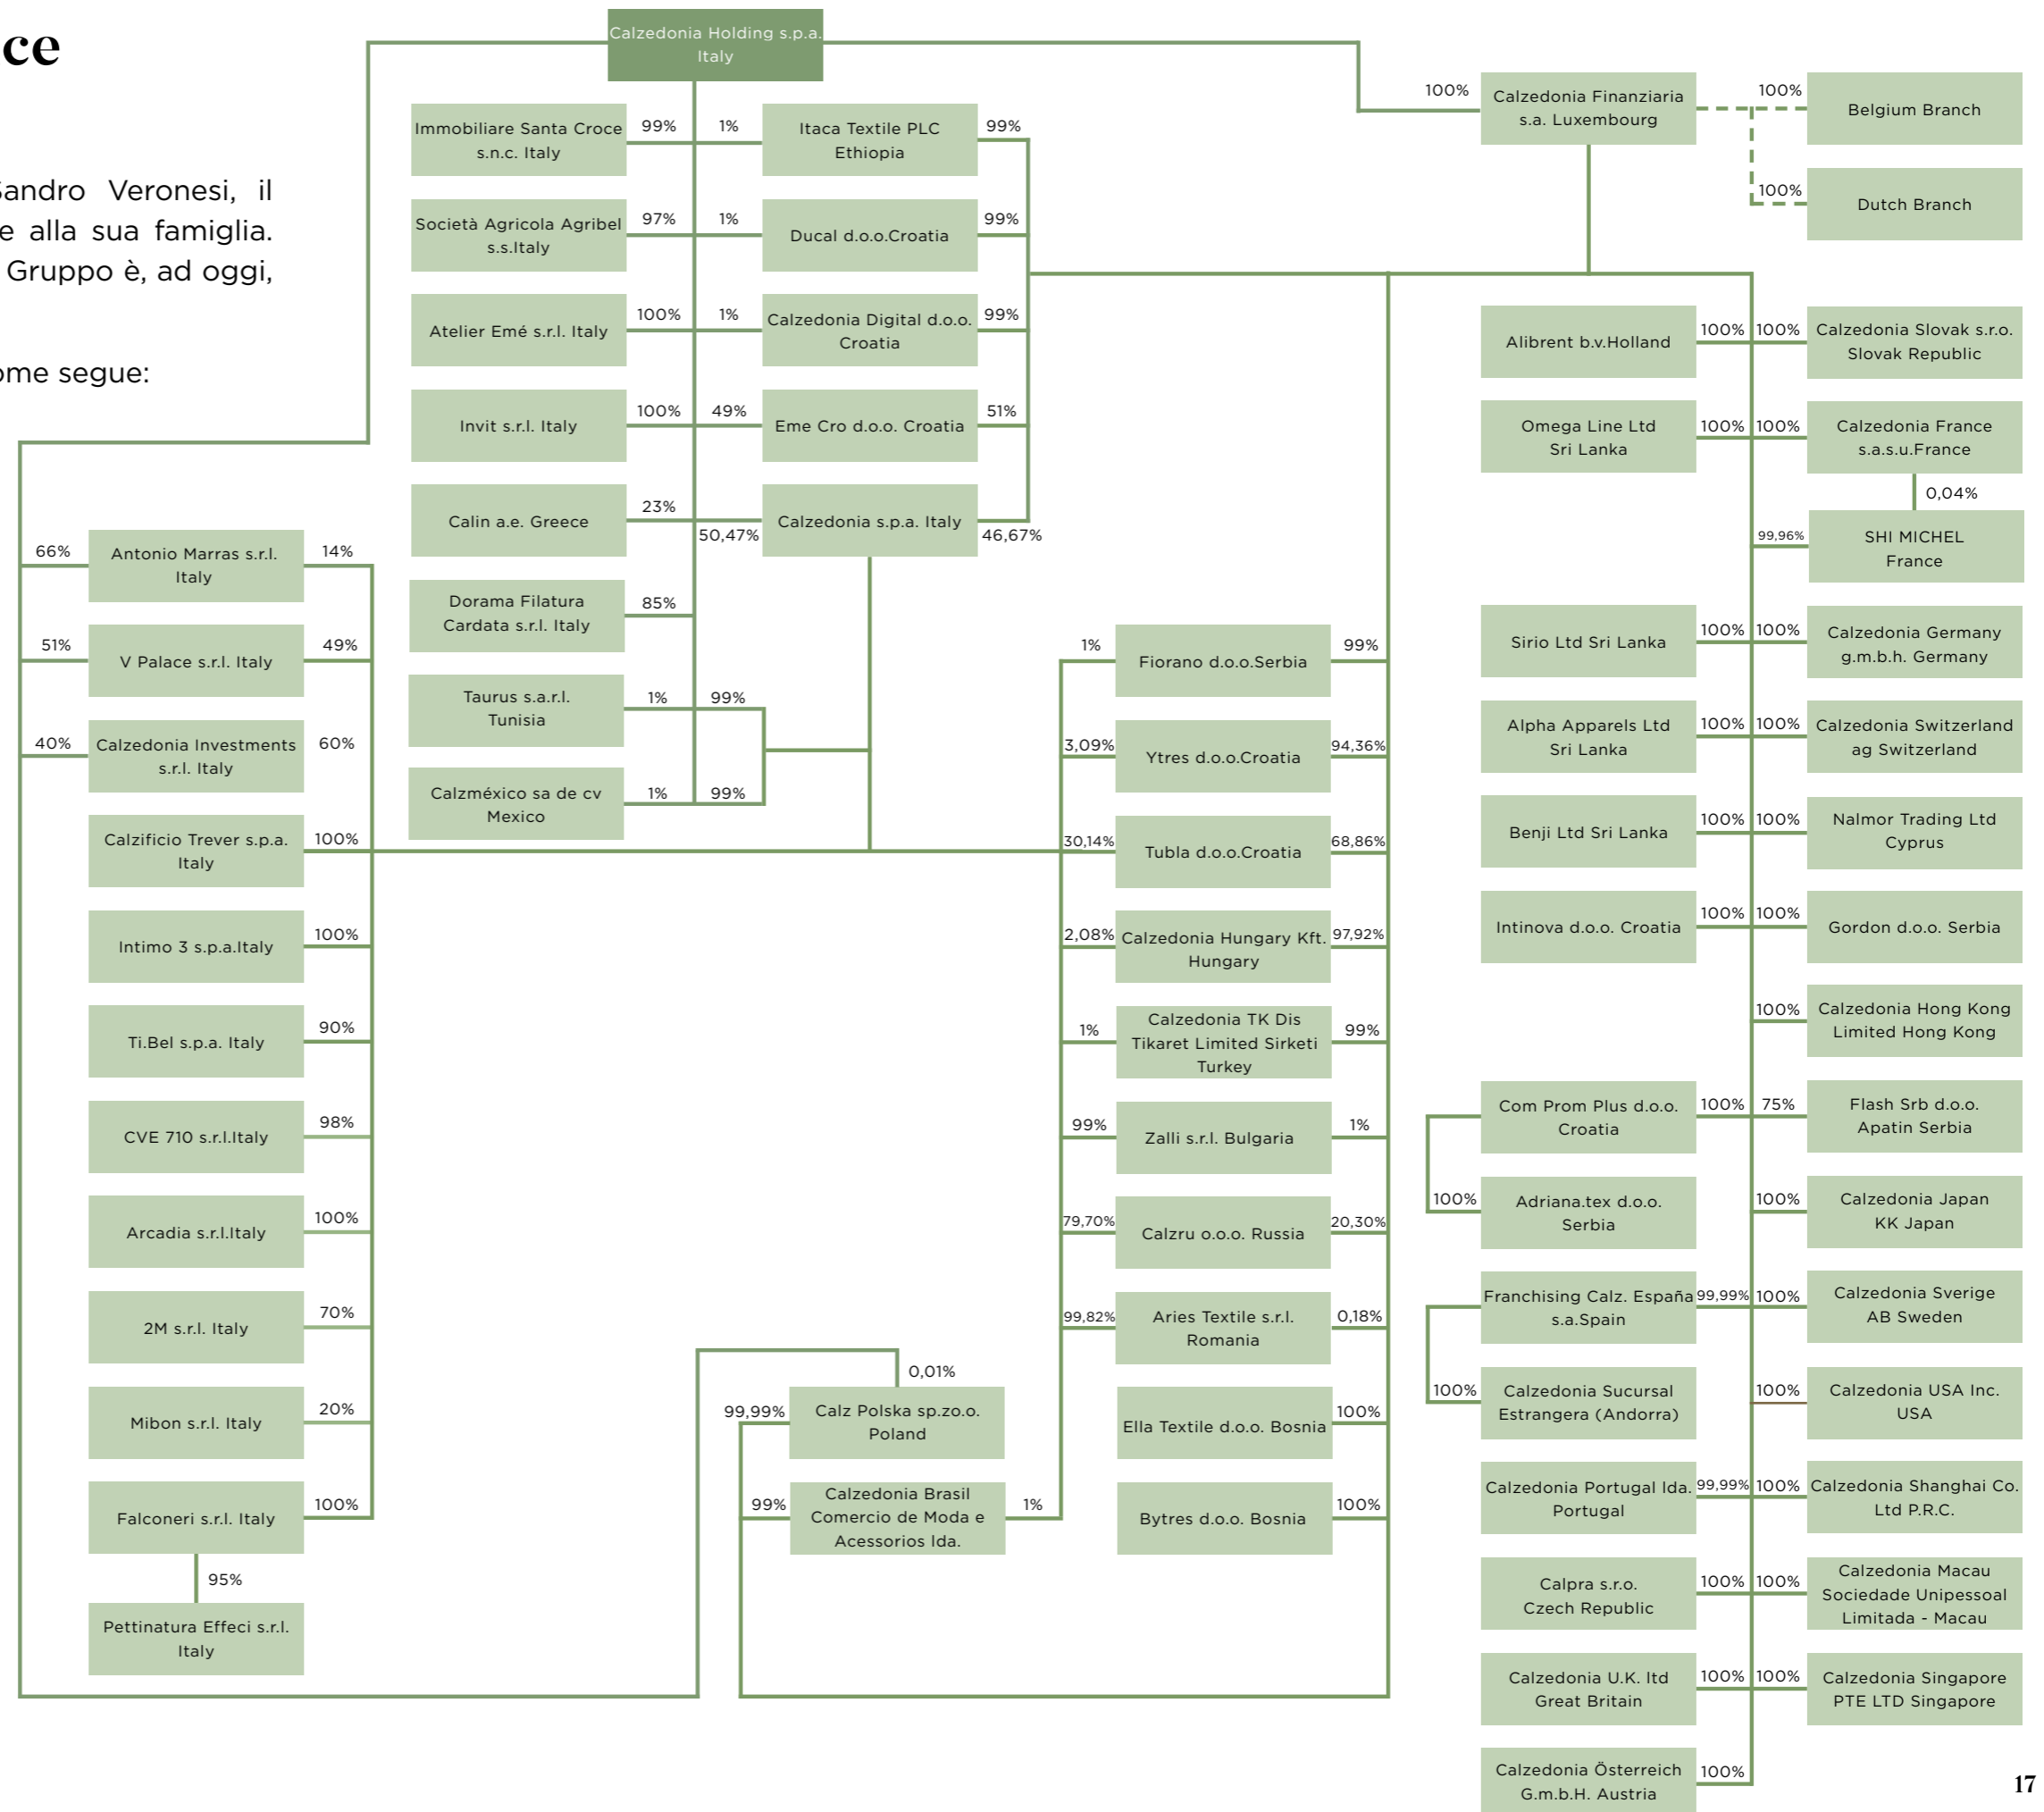 ce
Sandro Veronesi, il
e alla sua famiglia.
Gruppo è, ad oggi,
ome segue:
Calzedonia Holding s.p.a.
Italy
Immobiliare Santa Croce
s.n.c. Italy
99%
1%
Itaca Textile PLC
Ethiopia
99%
Società Agricola Agribel
s.s.Italy
97%
1%
Ducal d.o.o.Croatia
99%
Atelier Emé s.r.l. Italy
100%
1%
Calzedonia Digital d.o.o.
Croatia
99%
Invit s.r.l. Italy
100%
49%
Eme Cro d.o.o. Croatia
51%
Calin a.e. Greece
23%
50,47%
Calzedonia s.p.a. Italy
46,67%
Dorama Filatura
Cardata s.r.l. Italy
85%
Taurus s.a.r.l.
Tunisia
1%
99%
Calzméxico sa de cv
Mexico
1%
99%
66%
Antonio Marras s.r.l.
Italy
14%
51%
V Palace s.r.l. Italy
49%
40%
Calzedonia Investments
s.r.l. Italy
60%
Calzificio Trever s.p.a.
Italy
100%
Intimo 3 s.p.a.Italy
100%
Ti.Bel s.p.a. Italy
90%
CVE 710 s.r.l.Italy
98%
Arcadia s.r.l.Italy
100%
2M s.r.l. Italy
70%
Mibon s.r.l. Italy
20%
Falconeri s.r.l. Italy
100%
95%
Pettinatura Effeci s.r.l.
Italy
1%
Fiorano d.o.o.Serbia
99%
3,09%
Ytres d.o.o.Croatia
94,36%
30,14%
Tubla d.o.o.Croatia
68,86%
2,08%
Calzedonia Hungary Kft.
Hungary
97,92%
1%
Calzedonia TK Dis
Tikaret Limited Sirketi
Turkey
99%
99%
Zalli s.r.l. Bulgaria
1%
79,70%
Calzru o.o.o. Russia
20,30%
99,82%
Aries Textile s.r.l.
Romania
0,18%
Ella Textile d.o.o. Bosnia
100%
Bytres d.o.o. Bosnia
100%
0,01%
99,99%
Calz Polska sp.zo.o.
Poland
99%
Calzedonia Brasil
Comercio de Moda e
Acessorios lda.
1%
100%
Calzedonia Finanziaria
s.a. Luxembourg
100%
Belgium Branch
100%
Dutch Branch
Alibrent b.v.Holland
100%
100%
Calzedonia Slovak s.r.o.
Slovak Republic
Omega Line Ltd
Sri Lanka
100%
100%
Calzedonia France
s.a.s.u.France
0,04%
99,96%
SHI MICHEL
France
Sirio Ltd Sri Lanka
100%
100%
Calzedonia Germany
g.m.b.h. Germany
Alpha Apparels Ltd
Sri Lanka
100%
100%
Calzedonia Switzerland
ag Switzerland
Benji Ltd Sri Lanka
100%
100%
Nalmor Trading Ltd
Cyprus
Intinova d.o.o. Croatia
100%
100%
Gordon d.o.o. Serbia
100%
Calzedonia Hong Kong
Limited Hong Kong
Com Prom Plus d.o.o.
Croatia
100%
75%
Flash Srb d.o.o.
Apatin Serbia
100%
Adriana.tex d.o.o.
Serbia
100%
Calzedonia Japan
KK Japan
Franchising Calz. España
s.a.Spain
99,99%
100%
Calzedonia Sverige
AB Sweden
100%
Calzedonia Sucursal
Estrangera (Andorra)
100%
Calzedonia USA Inc.
USA
Calzedonia Portugal lda.
Portugal
99,99%
100%
Calzedonia Shanghai Co.
Ltd P.R.C.
Calpra s.r.o.
Czech Republic
100%
100%
Calzedonia Macau
Sociedade Unipessoal
Limitada - Macau
Calzedonia U.K. ltd
Great Britain
100%
100%
Calzedonia Singapore
PTE LTD Singapore
Calzedonia Österreich
G.m.b.H. Austria
100%
17